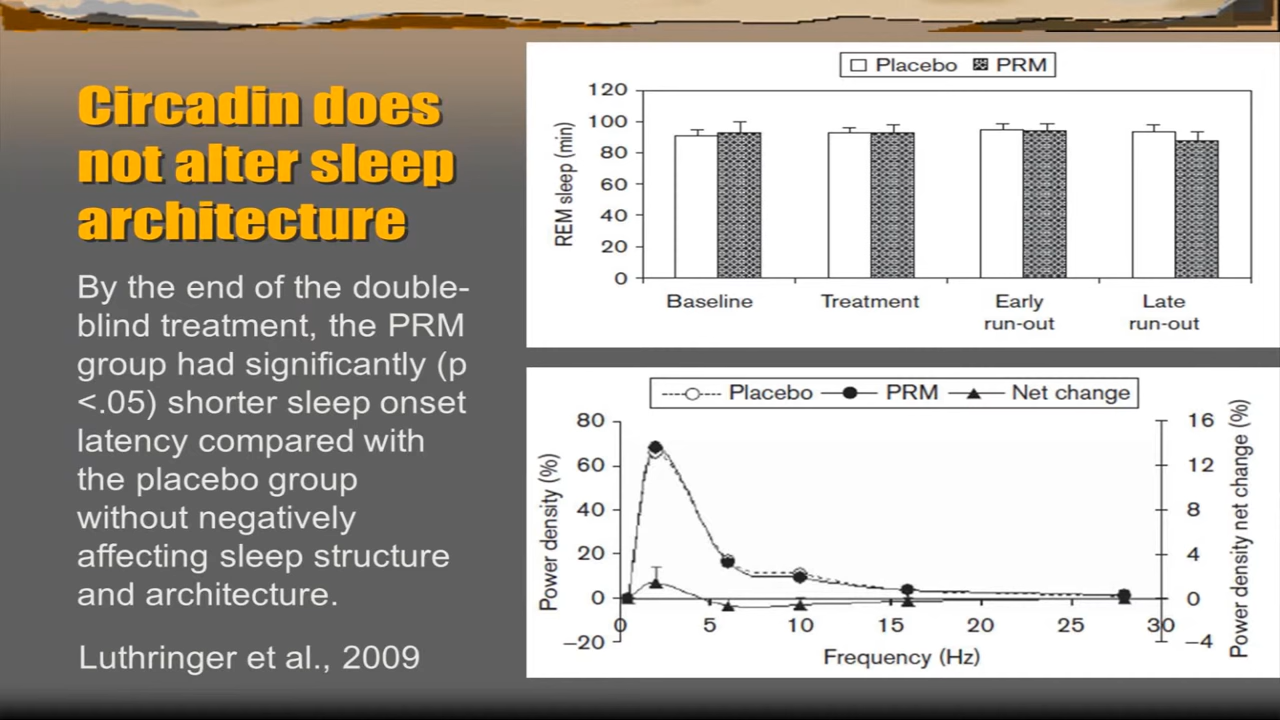 Circadin does
not alter sleep
architecture
By the end of the double-
blind treatment, the PRM
group had significantly (p
<.05) shorter sleep onset
latency compared with
the placebo group
without negatively
affecting sleep structure
and architecture.
Luthringer et al., 2009
Placebo PRM
REM sleep (min)
120
100
80
60
40
20
0
Baseline Treatment Early run-out Late run-out
Placebo PRM Net change
Power density (%)
80
60
40
20
0
−20
16
12
8
4
0
−4
Power density net change (%)
0 5 10 15 20 25 30
Frequency (Hz)